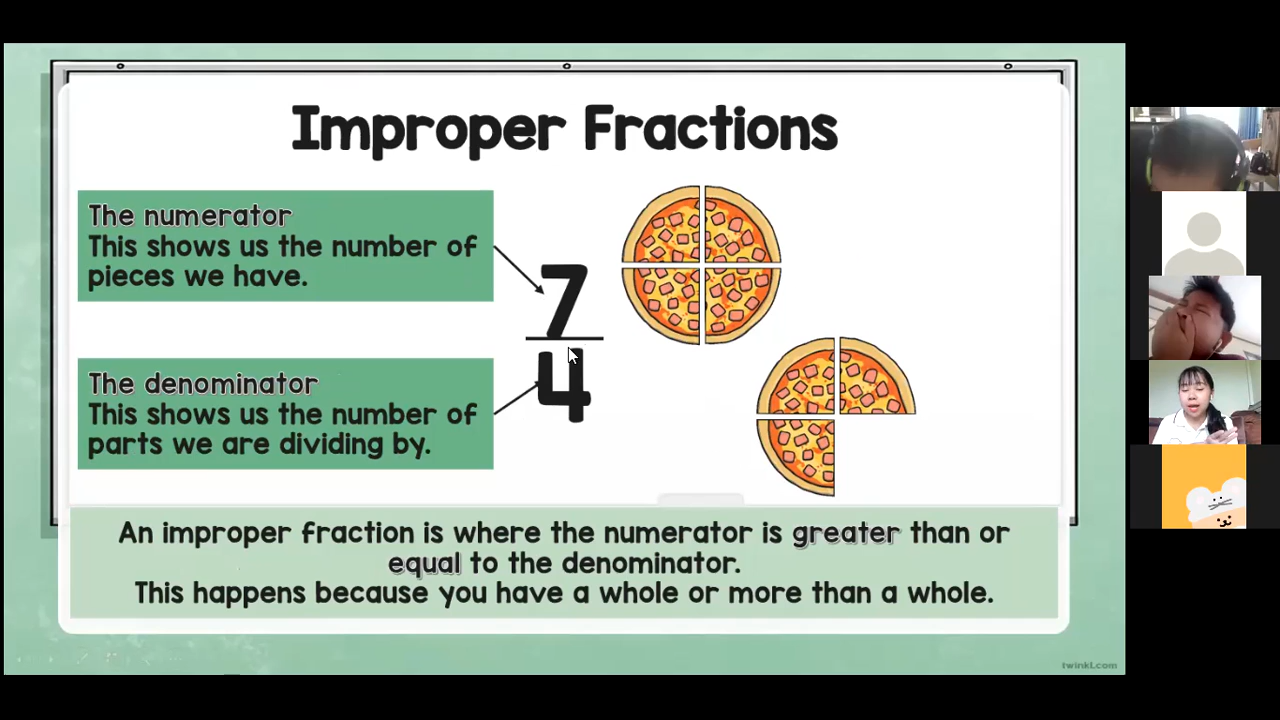 Improper Fractions
The numerator
This shows us the number of
pieces we have.
7
4
The denominator
This shows us the number of
parts we are dividing by.
An improper fraction is where the numerator is greater than or
equal to the denominator.
This happens because you have a whole or more than a whole.
twinkl.com